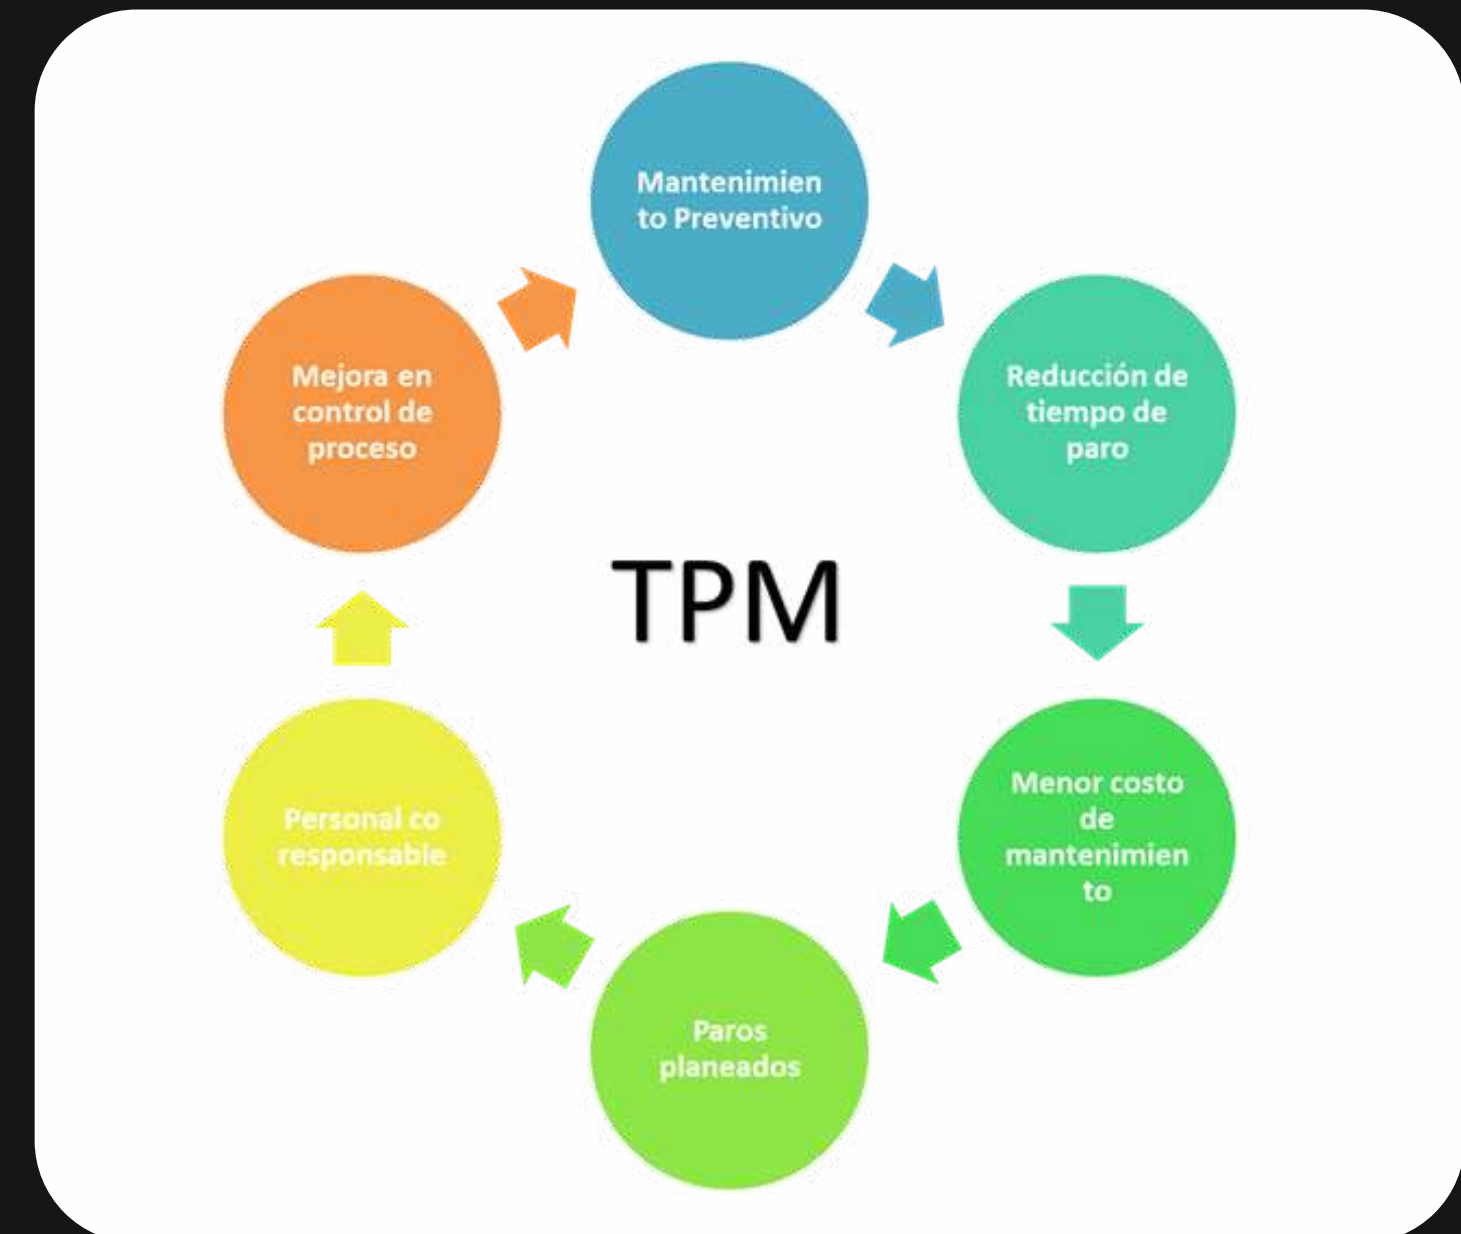 Mantenimien
to Preventivo
Reducción de
tiempo de
paro
Menor costo
de
mantenimien
to
Paros
planeados
Personal co
responsable
Mejora en
control de
proceso
TPM